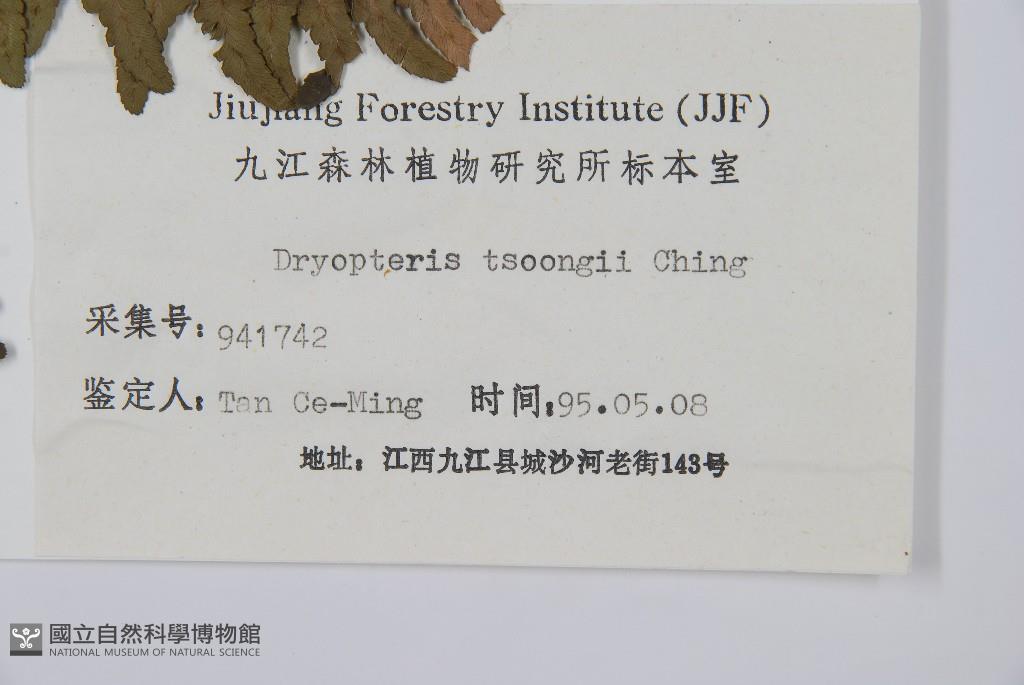 Jiujiang Forestry Institute (JJF)
九江森林植物研究所标本室
Dryopteris tsoongii Ching
采集号: 941742
鉴定人: Tan Ce-Ming 时间:95.05.08
地址: 江西九江县城沙河老街143号
國立自然科學博物館
NATIONAL MUSEUM OF NATURAL SCIENCE